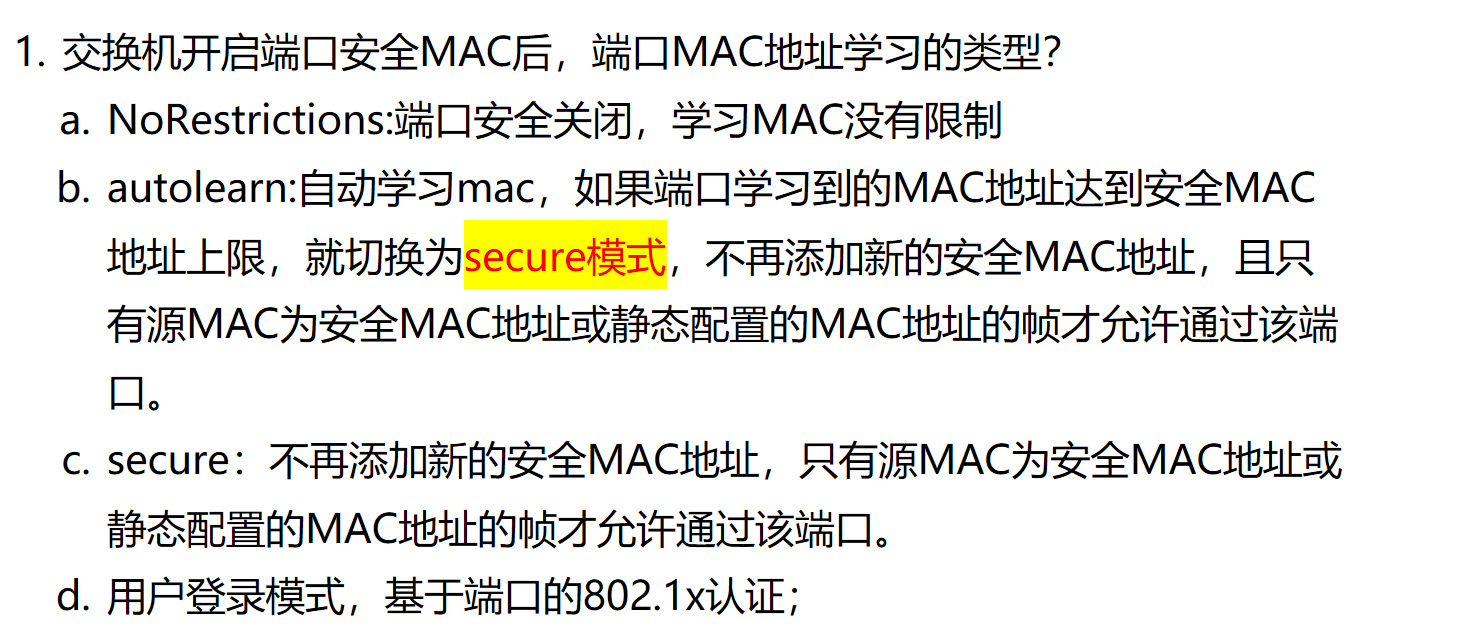 1. 交换机开启端口安全MAC后，端口MAC地址学习的类型？
a. NoRestrictions:端口安全关闭，学习MAC没有限制
b. autolearn:自动学习mac，如果端口学习到的MAC地址达到安全MAC
地址上限，就切换为secure模式，不再添加新的安全MAC地址，且只
有源MAC为安全MAC地址或静态配置的MAC地址的帧才允许通过该端
口。
c. secure：不再添加新的安全MAC地址，只有源MAC为安全MAC地址或
静态配置的MAC地址的帧才允许通过该端口。
d. 用户登录模式，基于端口的802.1x认证；